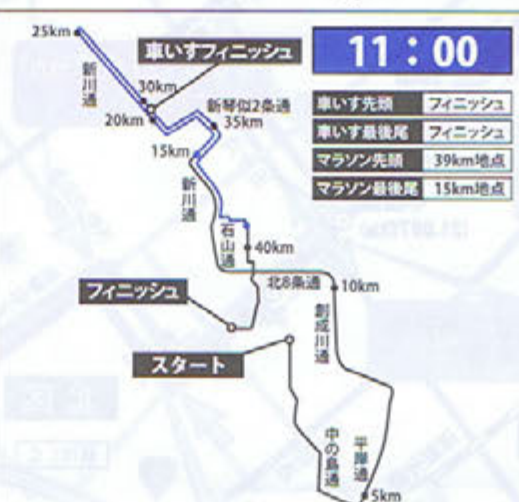 25km
車いすフィニッシュ
11：00
新川通
30km
新琴似2条通
20km
35km
車いす先頭 フィニッシュ
車いす最後尾 フィニッシュ
マラソン先頭 39km地点
マラソン最後尾 15km地点
15km
新川通
石山通
40km
北8条通
10km
フィニッシュ
創成川通
スタート
中の島通
平岸通
5km